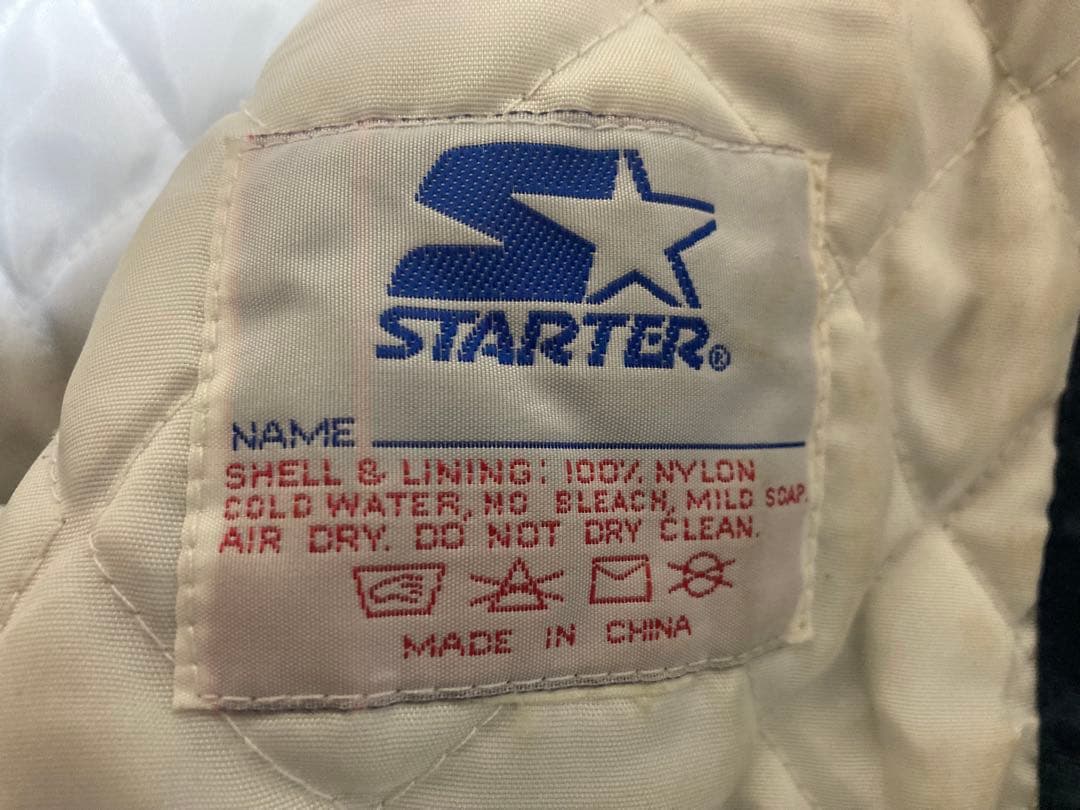 STARTER®
NAME
SHELL & LINING: 100% NYLON
COLD WATER, NO BLEACH, MILD SOAP.
AIR DRY. DO NOT DRY CLEAN.
MADE IN CHINA